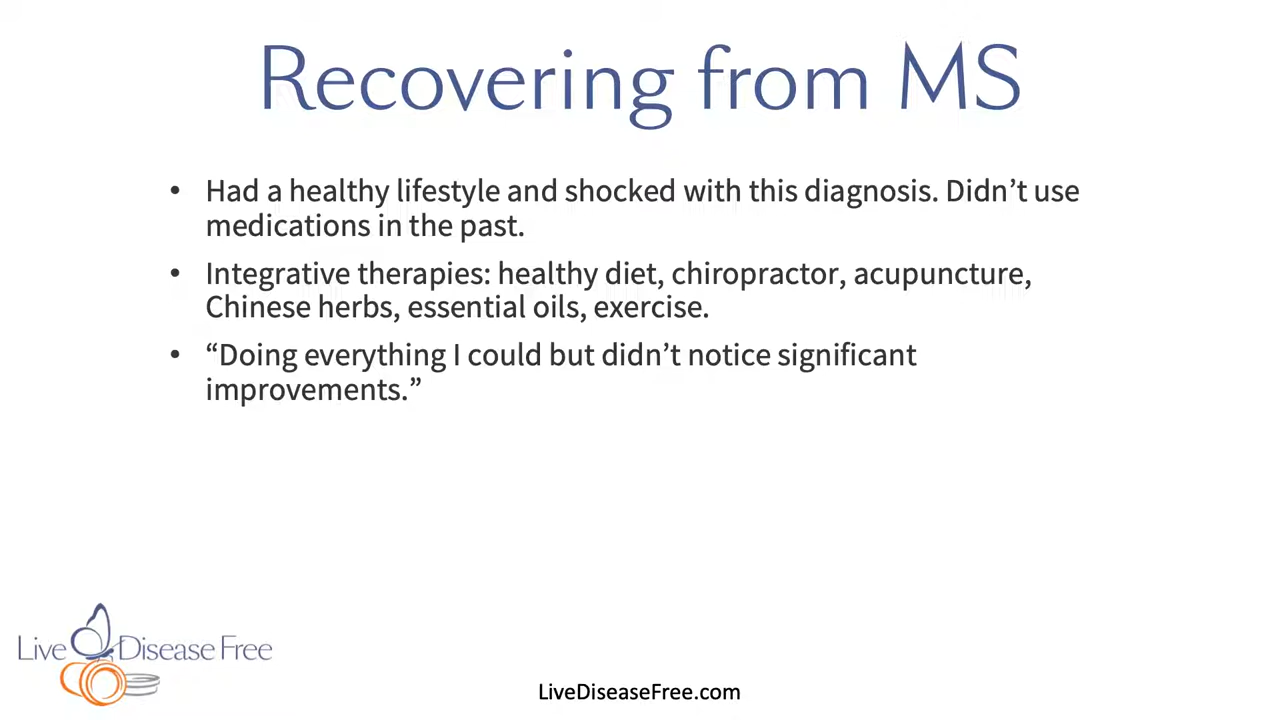 Recovering from MS
• Had a healthy lifestyle and shocked with this diagnosis. Didn’t use
medications in the past.
• Integrative therapies: healthy diet, chiropractor, acupuncture,
Chinese herbs, essential oils, exercise.
• “Doing everything I could but didn’t notice significant
improvements.”
Live Disease Free
LiveDiseaseFree.com